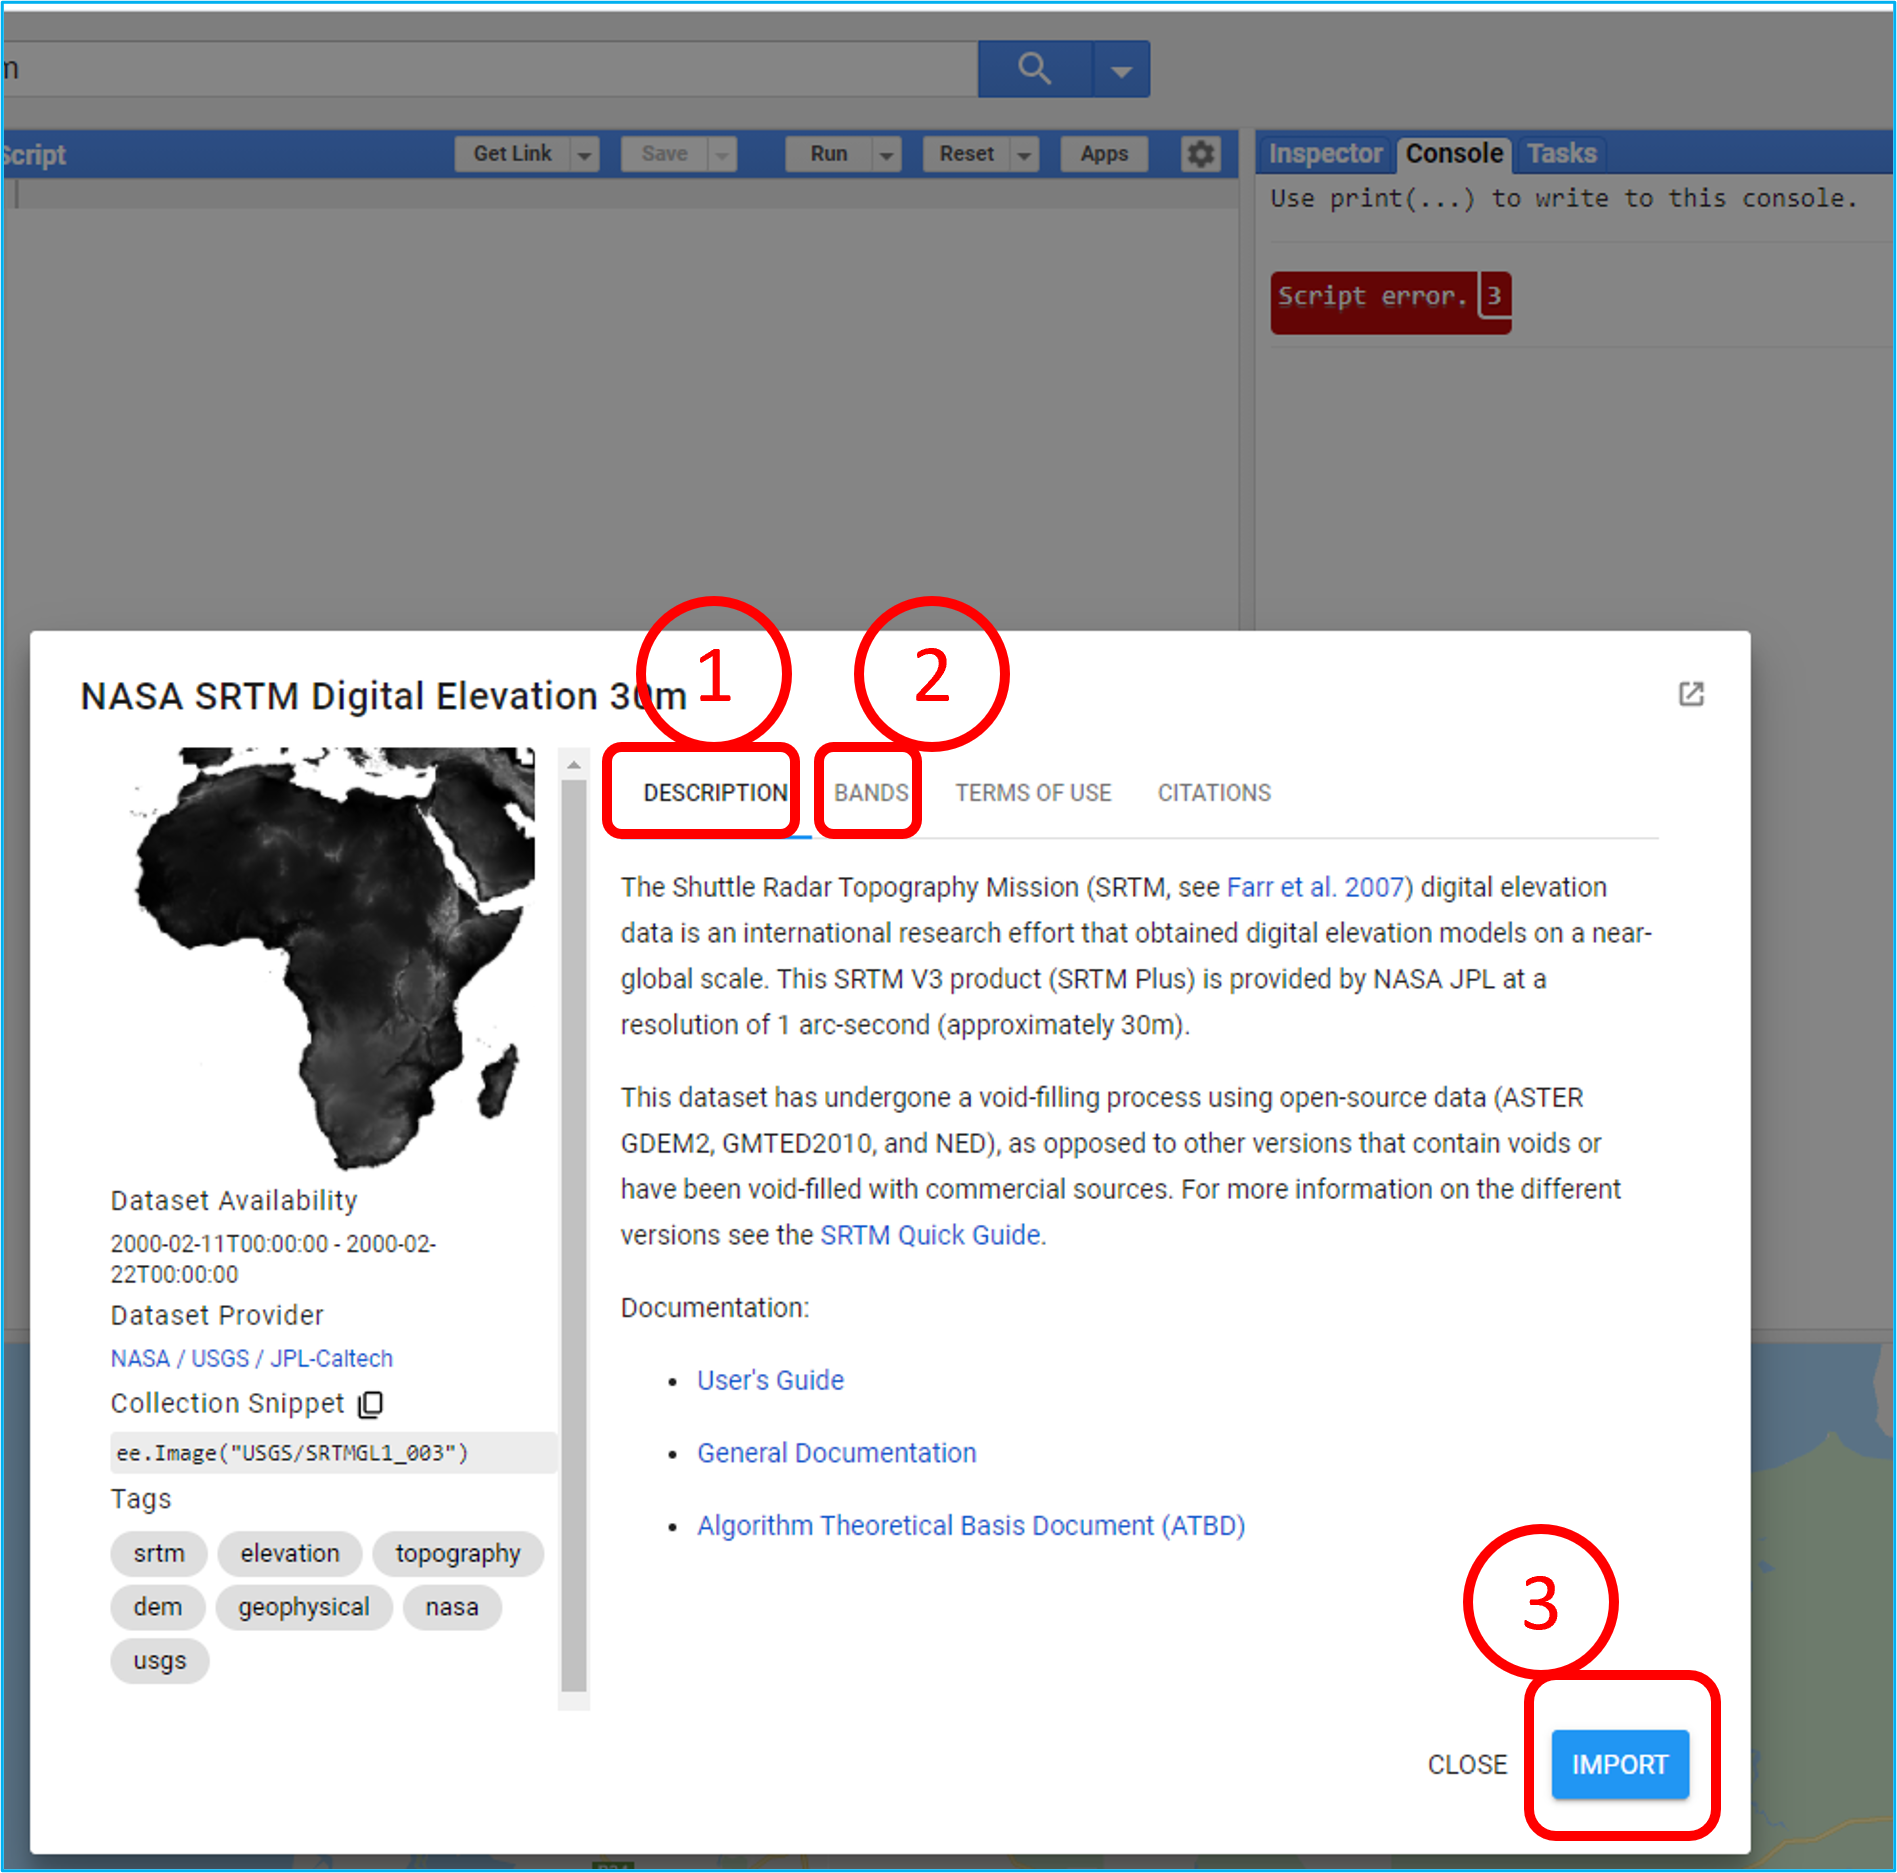 m
Script
Get Link
Save
Run
Reset
Apps
Inspector
Console
Tasks
Use print(...) to write to this console.
Script error. 3
1
2
NASA SRTM Digital Elevation 30m
DESCRIPTION
BANDS
TERMS OF USE
CITATIONS
The Shuttle Radar Topography Mission (SRTM, see Farr et al. 2007) digital elevation
data is an international research effort that obtained digital elevation models on a near-
global scale. This SRTM V3 product (SRTM Plus) is provided by NASA JPL at a
resolution of 1 arc-second (approximately 30m).
This dataset has undergone a void-filling process using open-source data (ASTER
GDEM2, GMTED2010, and NED), as opposed to other versions that contain voids or
have been void-filled with commercial sources. For more information on the different
versions see the SRTM Quick Guide.
Documentation:
• User's Guide
• General Documentation
• Algorithm Theoretical Basis Document (ATBD)
Dataset Availability
2000-02-11T00:00:00 - 2000-02-
22T00:00:00
Dataset Provider
NASA / USGS / JPL-Caltech
Collection Snippet
ee.Image("USGS/SRTMGL1_003")
Tags
srtm
elevation
topography
dem
geophysical
nasa
usgs
3
CLOSE
IMPORT